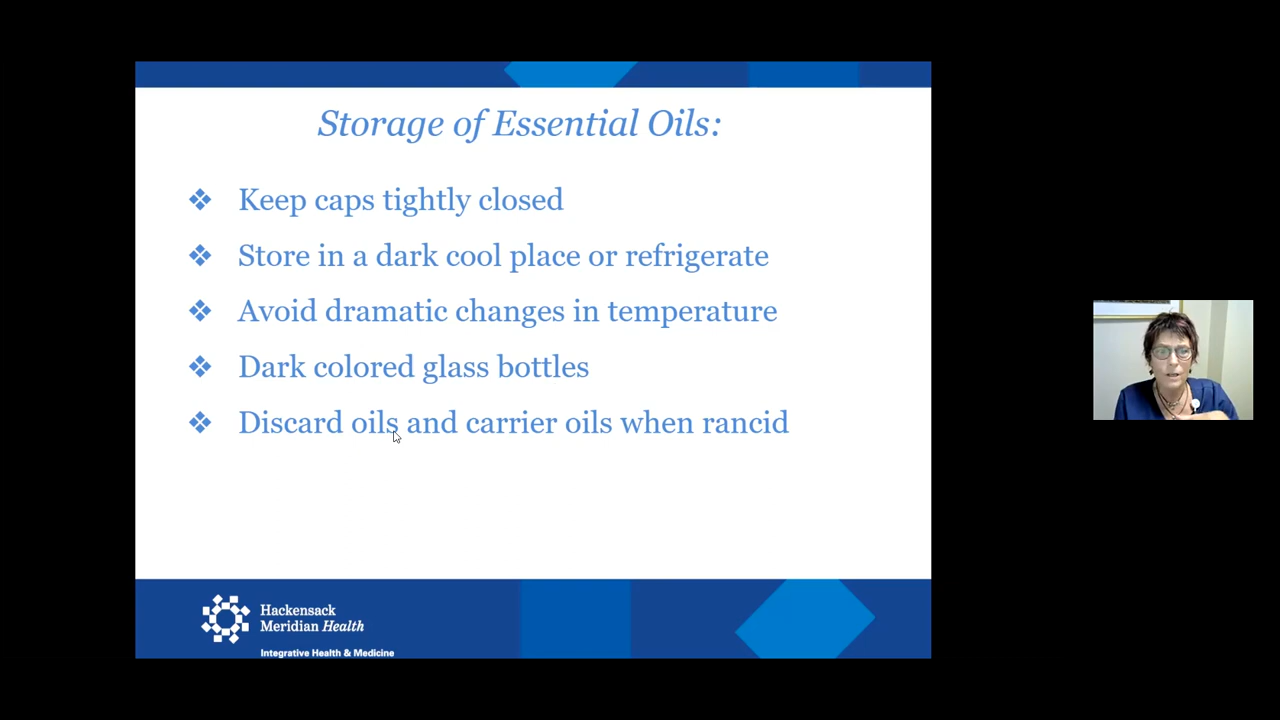 Storage of Essential Oils:
Keep caps tightly closed
Store in a dark cool place or refrigerate
Avoid dramatic changes in temperature
Dark colored glass bottles
Discard oils and carrier oils when rancid
Hackensack
Meridian Health
Integrative Health & Medicine